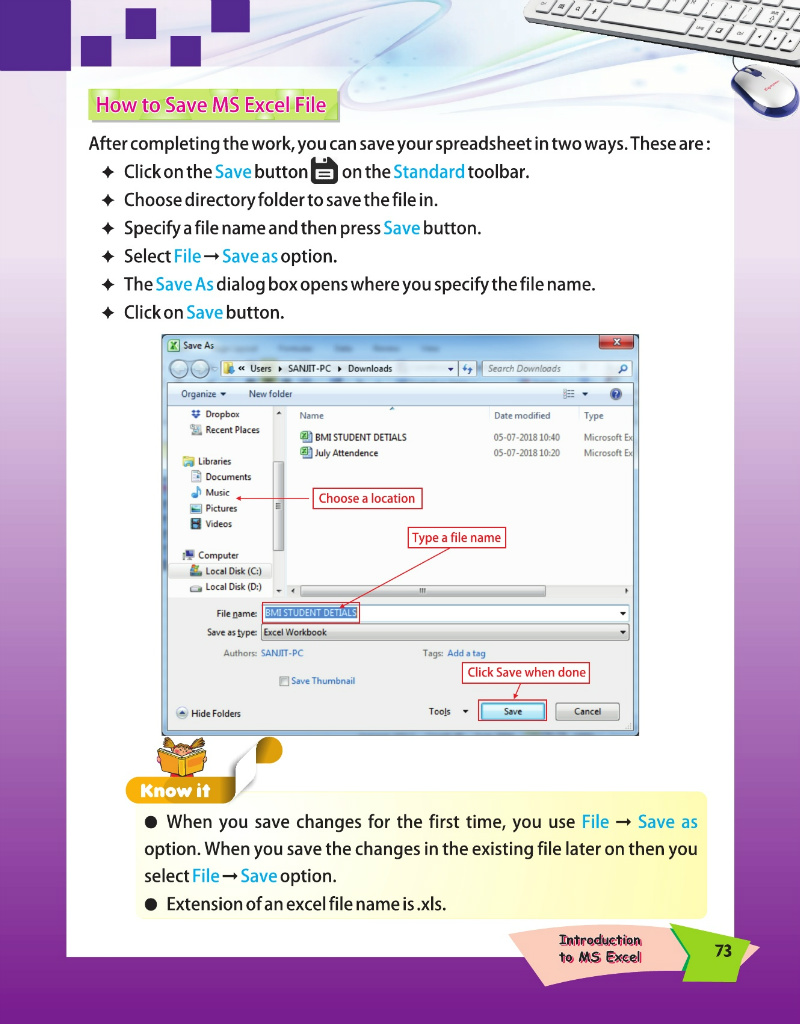 How to Save MS Excel File
After completing the work, you can save your spreadsheet in two ways. These are :
✦ Click on the Save button on the Standard toolbar.
✦ Choose directory folder to save the file in.
✦ Specify a file name and then press Save button.
✦ Select File → Save as option.
✦ The Save As dialog box opens where you specify the file name.
✦ Click on Save button.
Save As
« Users ▸ SANJIT-PC ▸ Downloads
Search Downloads
Organize ▾ New folder
Dropbox
Recent Places
Libraries
Documents
Music
Pictures
Videos
Computer
Local Disk (C:)
Local Disk (D:)
Name Date modified Type
BMI STUDENT DETIALS 05-07-2018 10:40 Microsoft Ex
July Attendence 05-07-2018 10:20 Microsoft Ex
Choose a location
Type a file name
File name: BMI STUDENT DETIALS
Save as type: Excel Workbook
Authors: SANJIT-PC Tags: Add a tag
Click Save when done
Save Thumbnail
Hide Folders Tools ▾ Save Cancel
Know it
● When you save changes for the first time, you use File → Save as
option. When you save the changes in the existing file later on then you
select File → Save option.
● Extension of an excel file name is .xls.
Introduction
to MS Excel
73